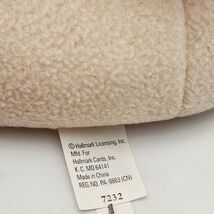 © Hallmark Licensing, Inc.
Mfd. For
Hallmark Cards, Inc.
K. C. MO 64141
MADE IN CHINA
REG. NO. PA-9863 (CN)
7232